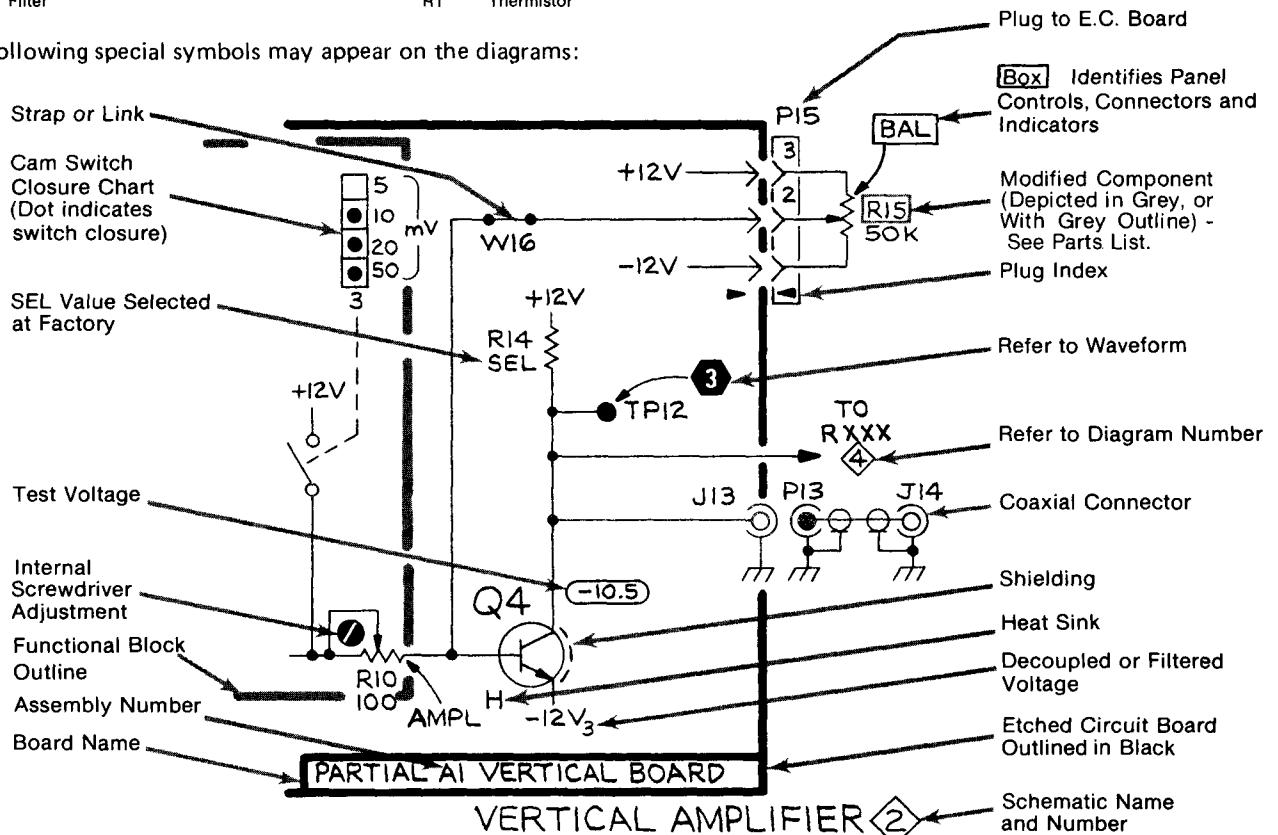 Filter
RT Thermistor
ollowing special symbols may appear on the diagrams:
Plug to E.C. Board
Box Identifies Panel
Controls, Connectors and
Indicators
Strap or Link
Cam Switch
Closure Chart
(Dot indicates
switch closure)
5
10
20
50
mV
3
W16
+12V
-12V
P15
3
2
BAL
R15
50K
Modified Component
(Depicted in Grey, or
With Grey Outline) -
See Parts List.
Plug Index
SEL Value Selected
at Factory
+12V
R14
SEL
3
TP12
Refer to Waveform
+12V
TO
RXXX
4
Refer to Diagram Number
Test Voltage
J13
P13
J14
Coaxial Connector
-10.5
Internal
Screwdriver
Adjustment
Q4
Shielding
Heat Sink
Functional Block
Outline
R10
100
AMPL
H
-12V3
Decoupled or Filtered
Voltage
Assembly Number
Board Name
Etched Circuit Board
Outlined in Black
PARTIAL A1 VERTICAL BOARD
VERTICAL AMPLIFIER 2
Schematic Name
and Number